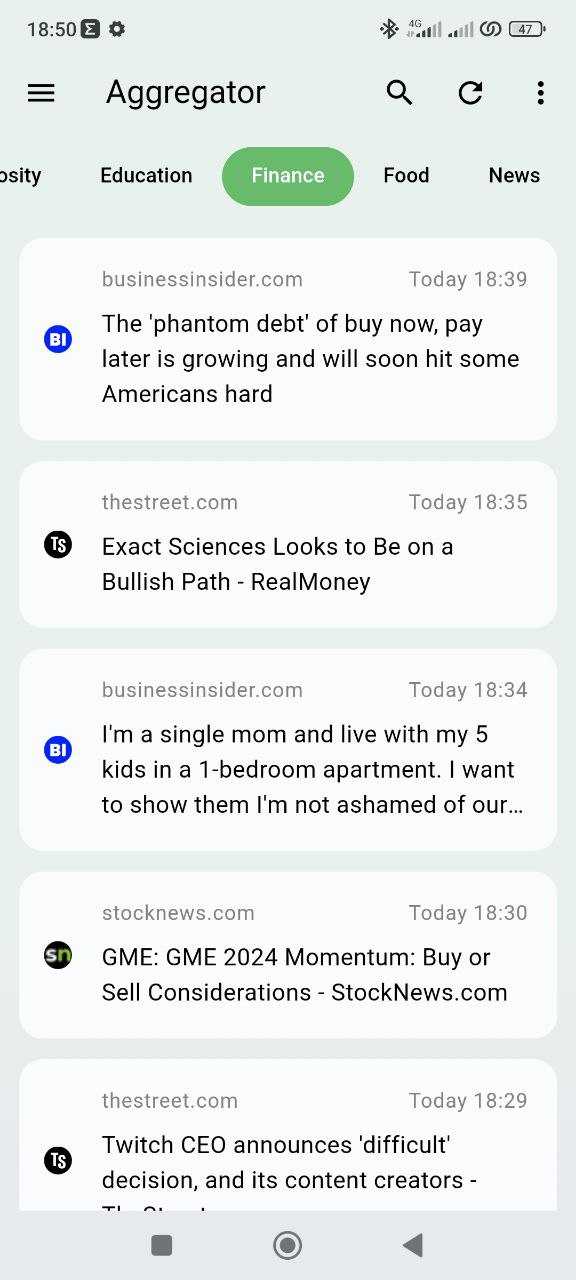 18:50 Σ
4G 47
Aggregator
osity Education Finance Food News
businessinsider.com Today 18:39
BI
The 'phantom debt' of buy now, pay
later is growing and will soon hit some
Americans hard
thestreet.com Today 18:35
TS
Exact Sciences Looks to Be on a
Bullish Path - RealMoney
businessinsider.com Today 18:34
BI
I'm a single mom and live with my 5
kids in a 1-bedroom apartment. I want
to show them I'm not ashamed of our…
stocknews.com Today 18:30
sn
GME: GME 2024 Momentum: Buy or
Sell Considerations - StockNews.com
thestreet.com Today 18:29
TS
Twitch CEO announces 'difficult'
decision, and its content creators -